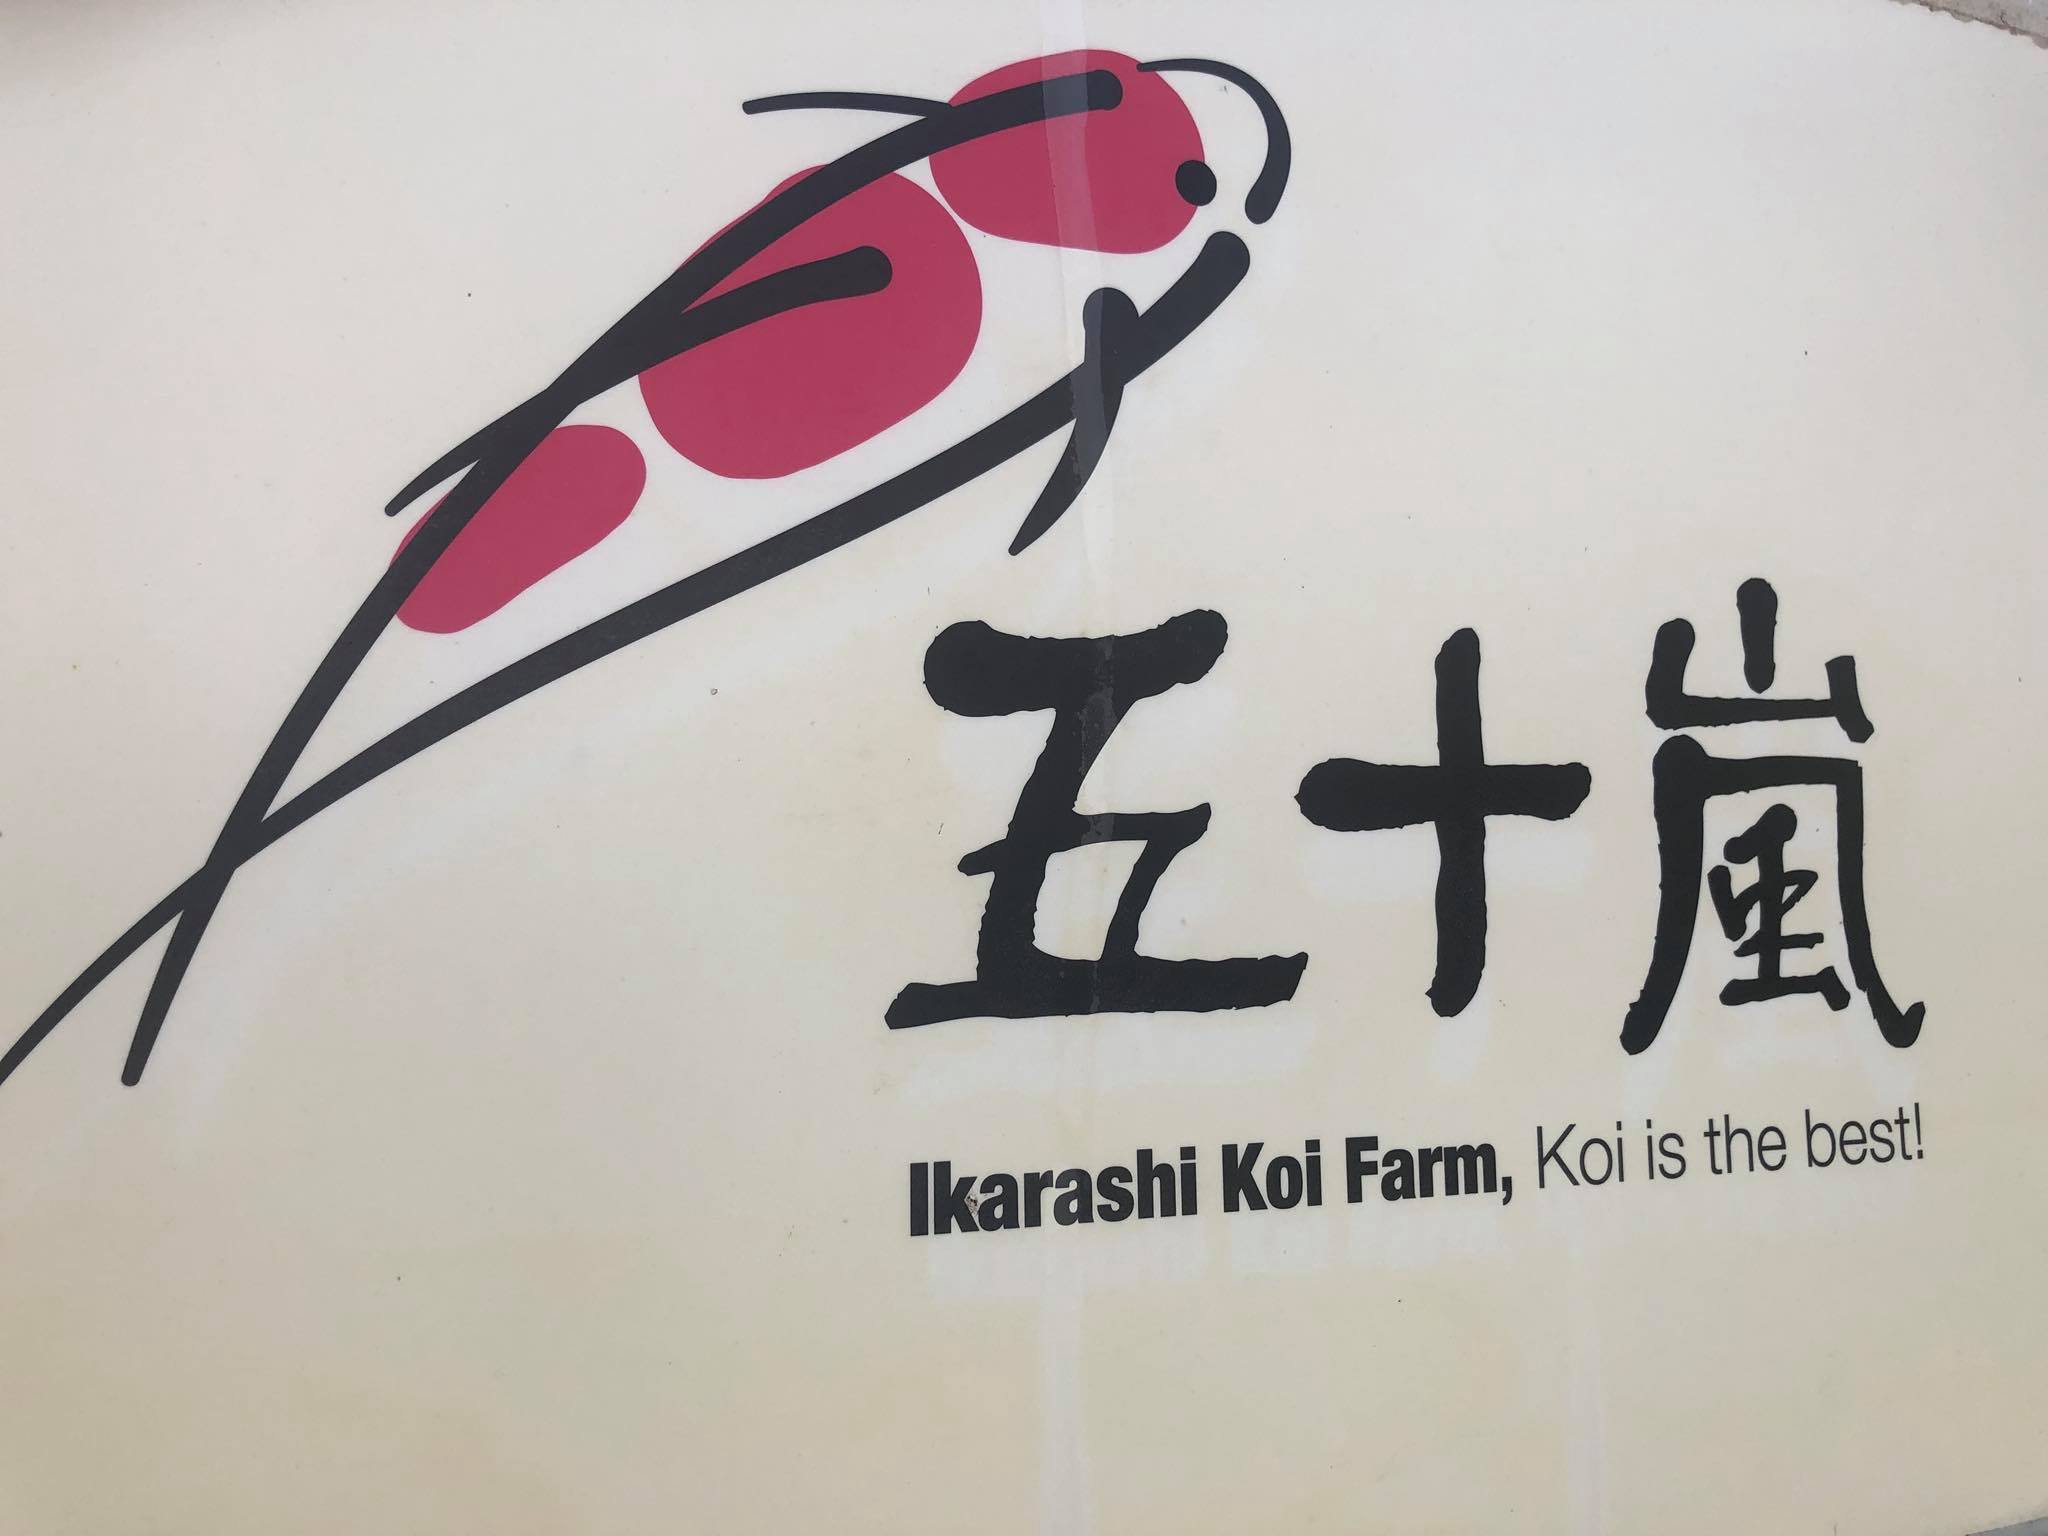 五十嵐
Ikarashi Koi Farm, Koi is the best!